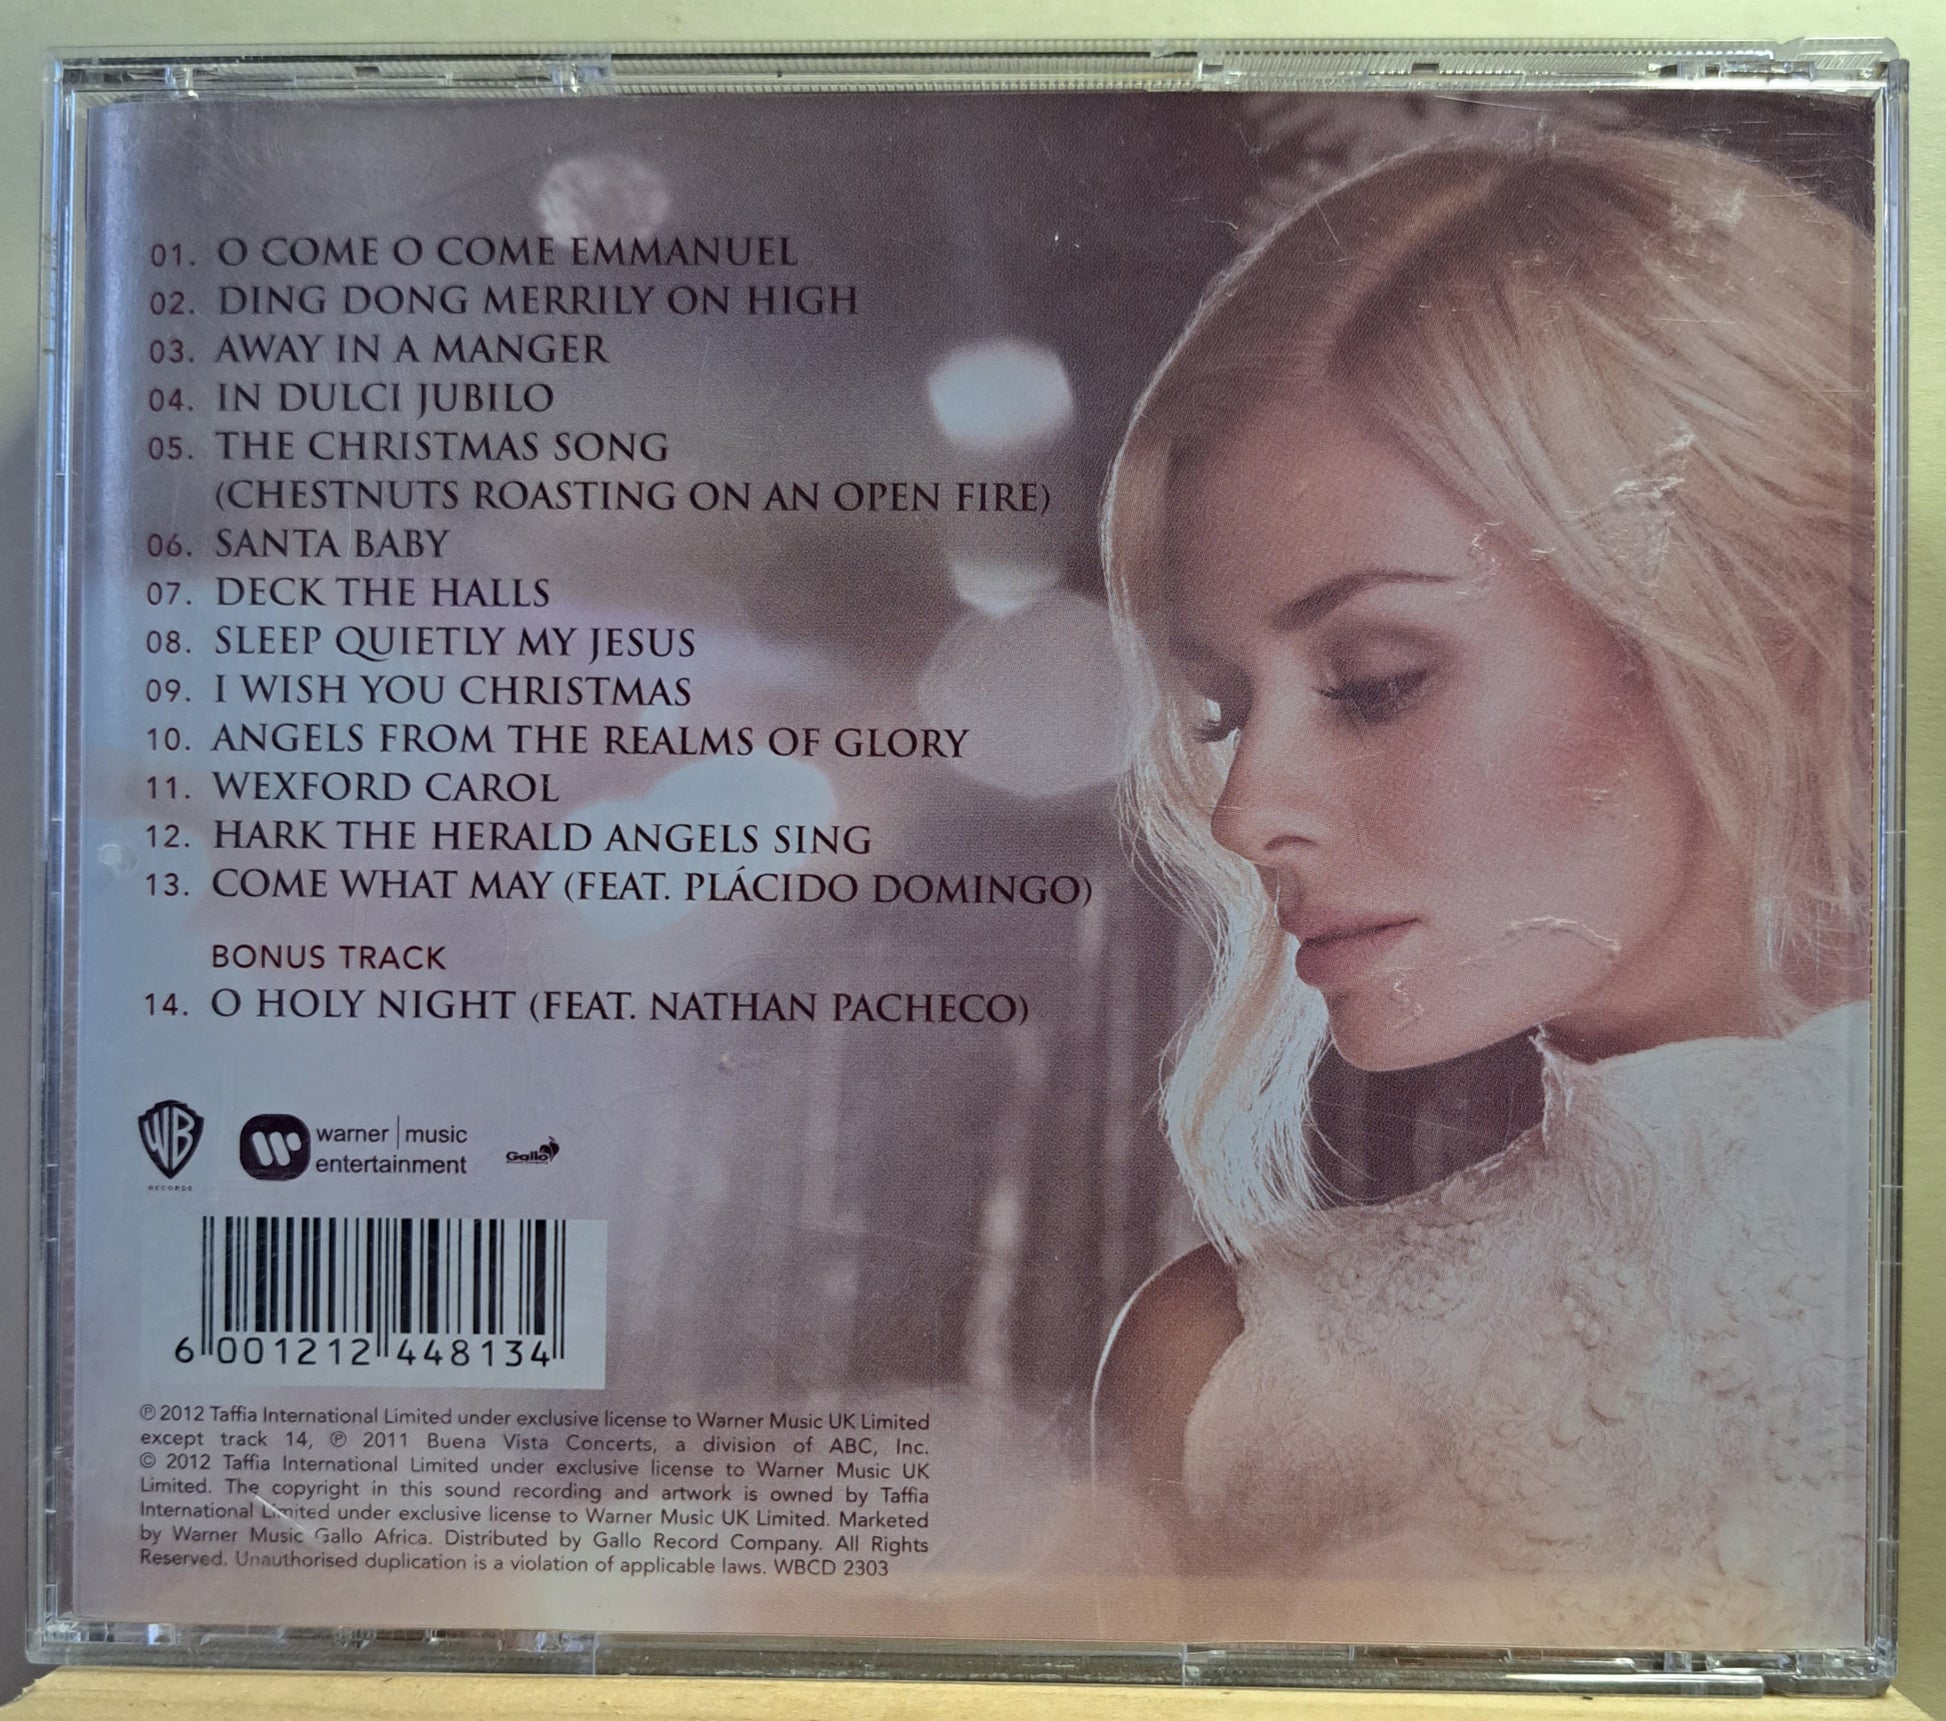 01. O COME O COME EMMANUEL
02. DING DONG MERRILY ON HIGH
03. AWAY IN A MANGER
04. IN DULCI JUBILO
05. THE CHRISTMAS SONG
(CHESTNUTS ROASTING ON AN OPEN FIRE)
06. SANTA BABY
07. DECK THE HALLS
08. SLEEP QUIETLY MY JESUS
09. I WISH YOU CHRISTMAS
10. ANGELS FROM THE REALMS OF GLORY
11. WEXFORD CAROL
12. HARK THE HERALD ANGELS SING
13. COME WHAT MAY (FEAT. PLÁCIDO DOMINGO)
BONUS TRACK
14. O HOLY NIGHT (FEAT. NATHAN PACHECO)
WB
RECORDS
warner | music
entertainment
Gallo
6 001212 448134
℗ 2012 Taffia International Limited under exclusive license to Warner Music UK Limited
except track 14, ℗ 2011 Buena Vista Concerts, a division of ABC, Inc.
© 2012 Taffia International Limited under exclusive license to Warner Music UK
Limited. The copyright in this sound recording and artwork is owned by Taffia
International Limited under exclusive license to Warner Music UK Limited. Marketed
by Warner Music Gallo Africa. Distributed by Gallo Record Company. All Rights
Reserved. Unauthorised duplication is a violation of applicable laws. WBCD 2303